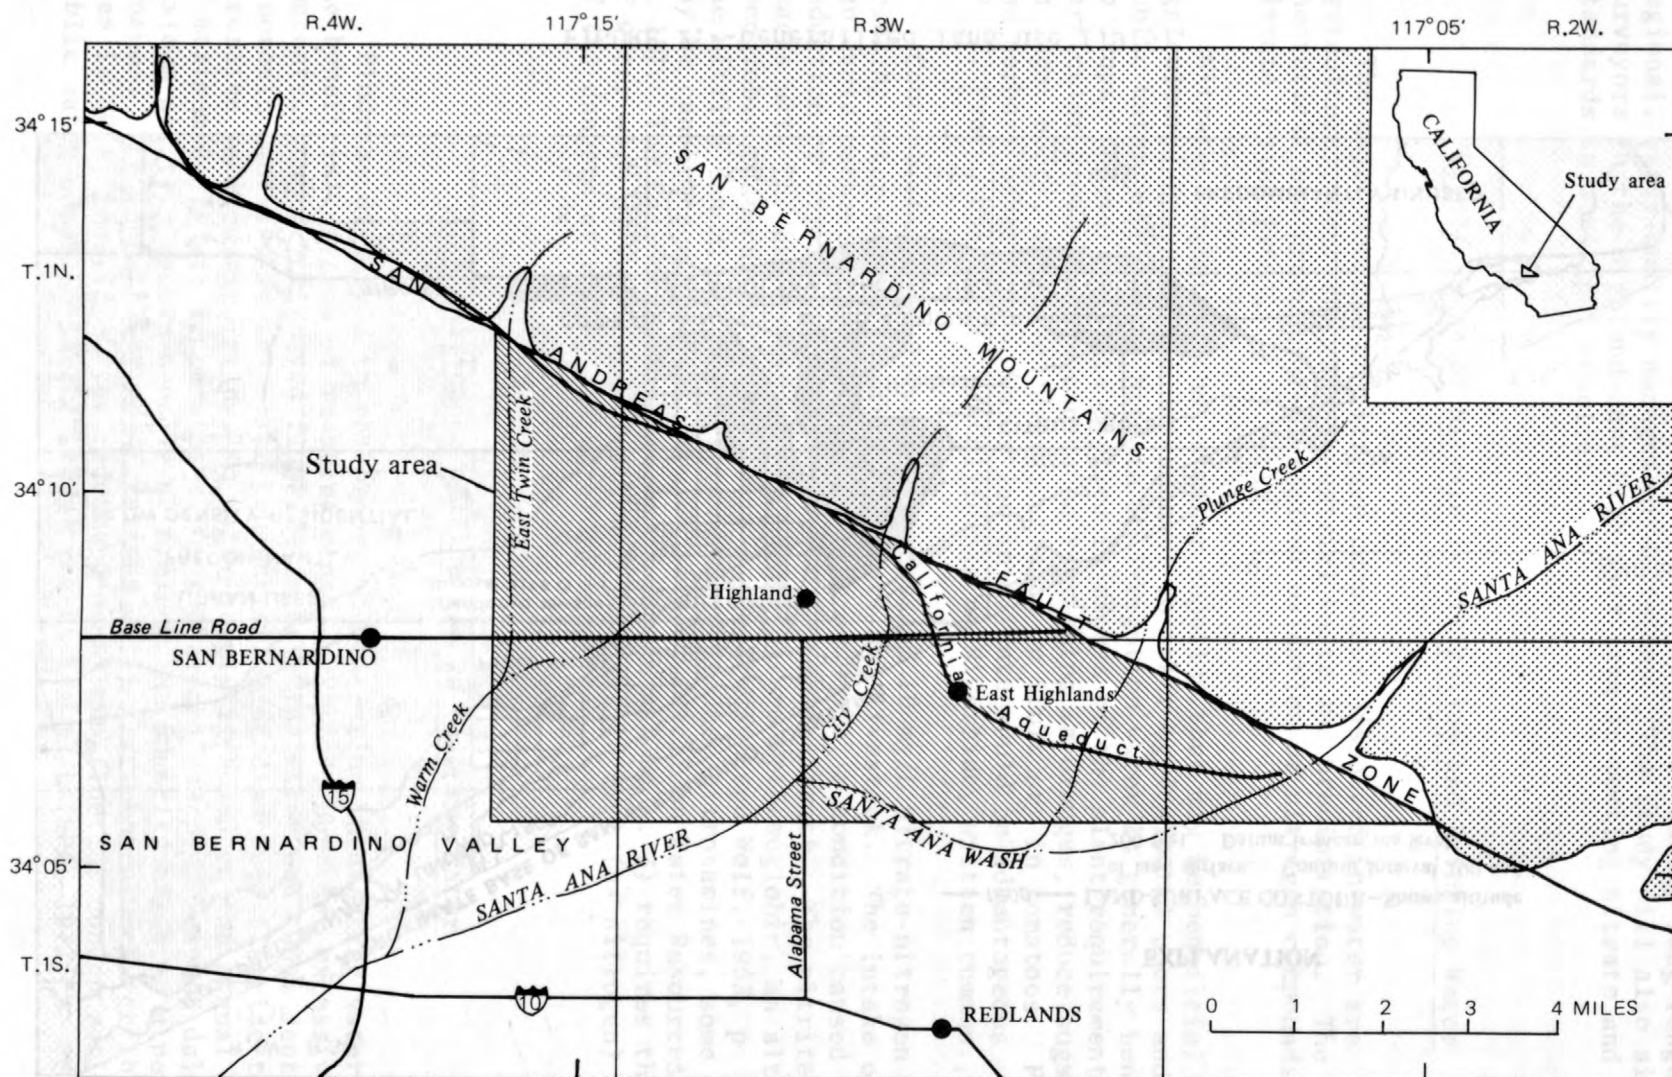 R.4W.
117°15'
R.3W.
117°05'
R.2W.
34°15'
CALIFORNIA
Study area
SAN BERNARDINO MOUNTAINS
T.1N.
SAN ANDREAS FAULT ZONE
Study area
East Twin Creek
34°10'
Plunge Creek
SANTA ANA RIVER
Highland
California Aqueduct
Base Line Road
SAN BERNARDINO
City Creek
East Highlands
Warm Creek
15
SANTA ANA WASH
SAN BERNARDINO VALLEY
34°05'
SANTA ANA RIVER
Alabama Street
T.1S.
10
REDLANDS
0 1 2 3 4 MILES